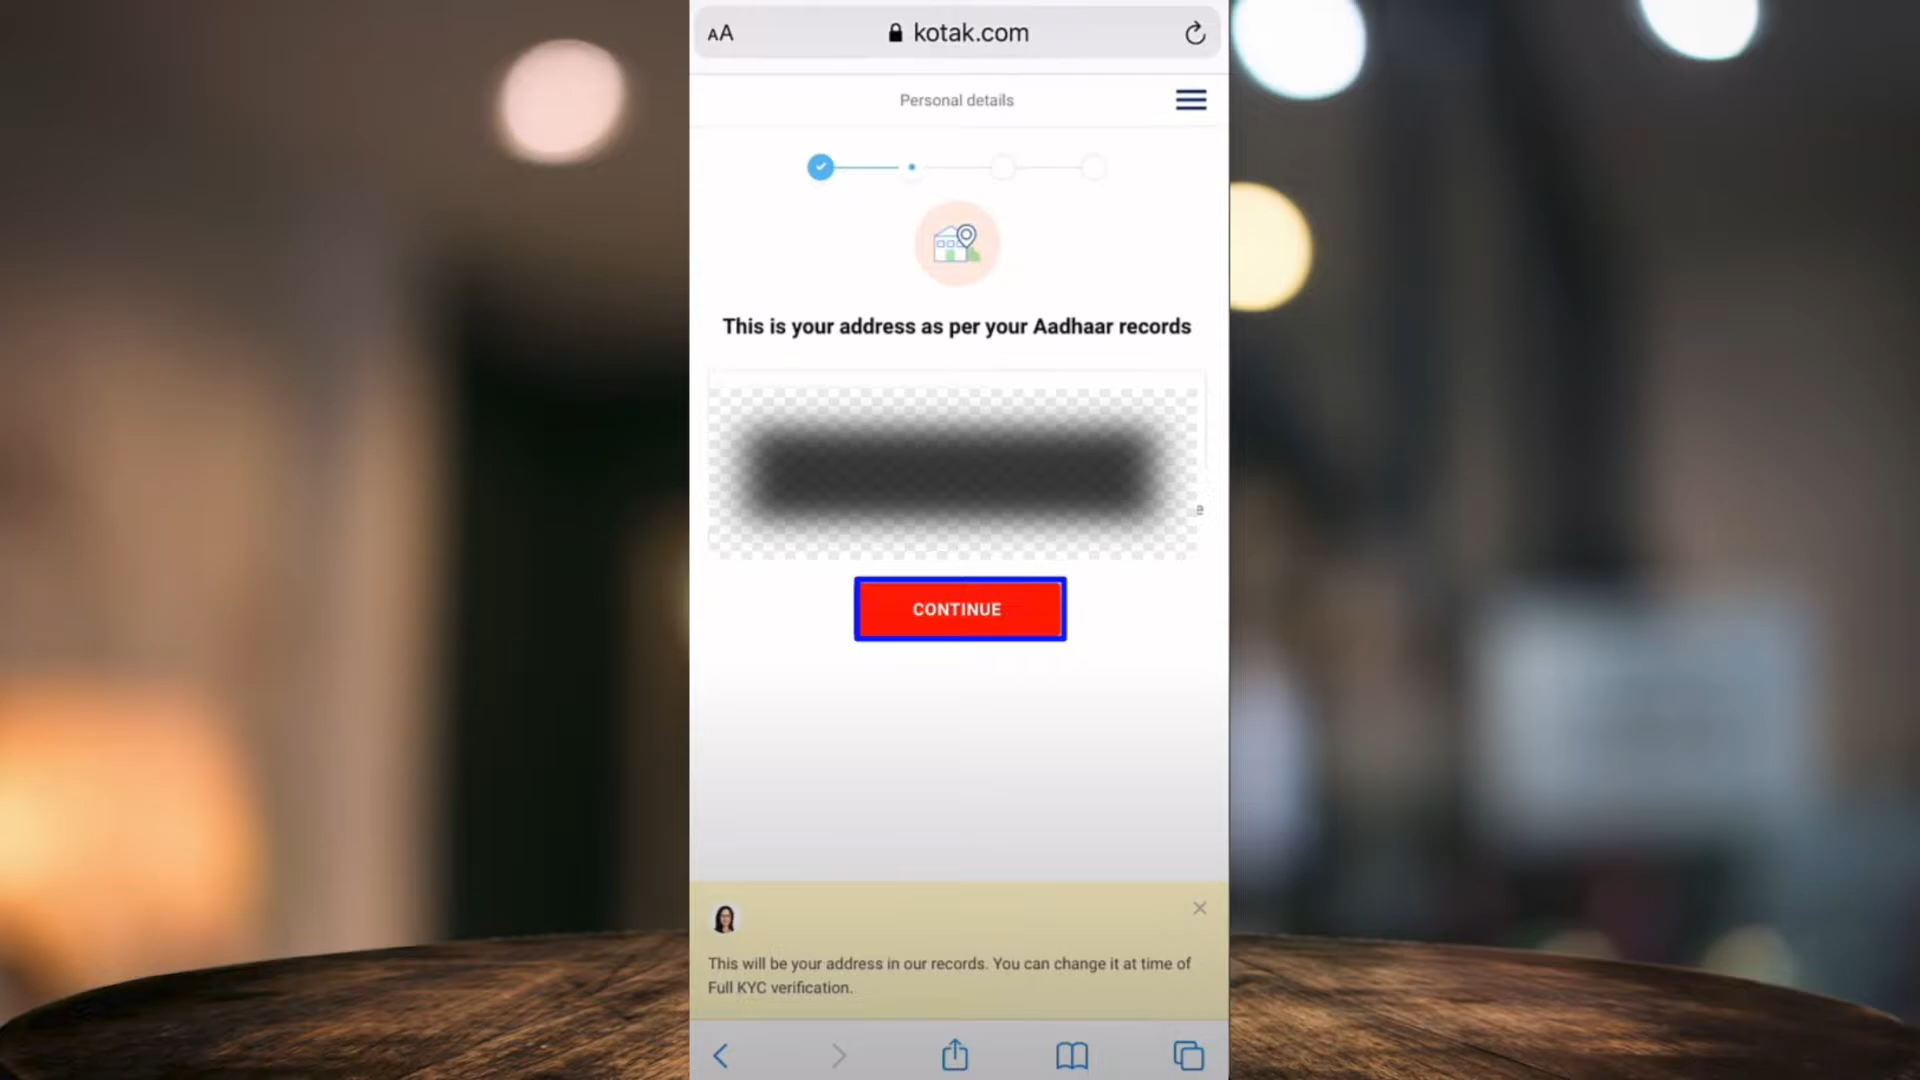 AA
kotak.com
Personal details
This is your address as per your Aadhaar records
e
CONTINUE
This will be your address in our records. You can change it at time of
Full KYC verification.